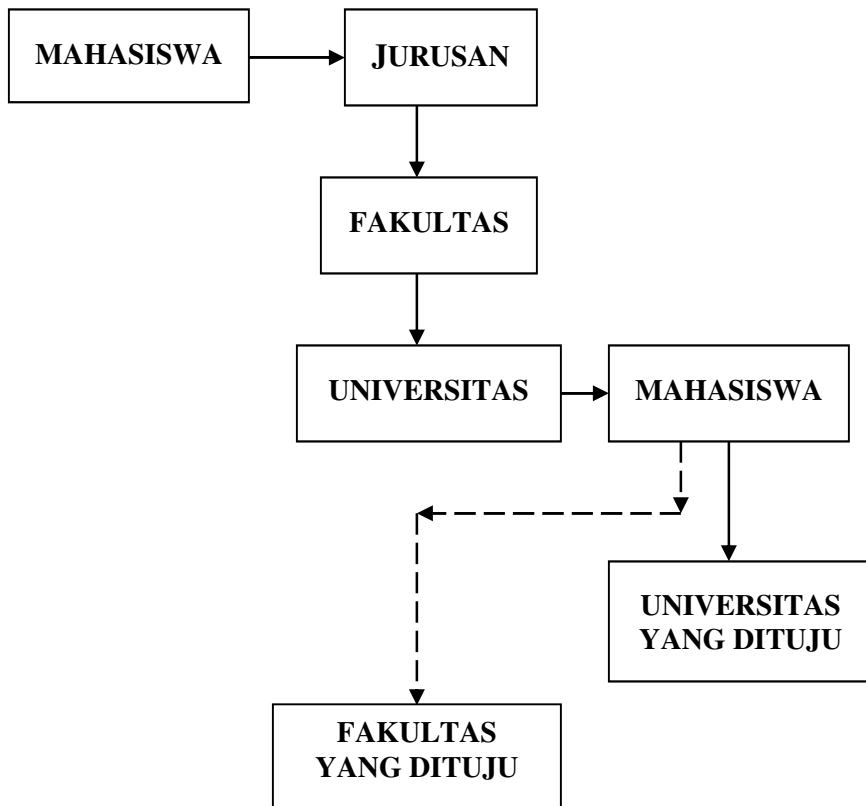 MAHASISWA
JURUSAN
FAKULTAS
UNIVERSITAS
MAHASISWA
UNIVERSITAS
YANG DITUJU
FAKULTAS
YANG DITUJU